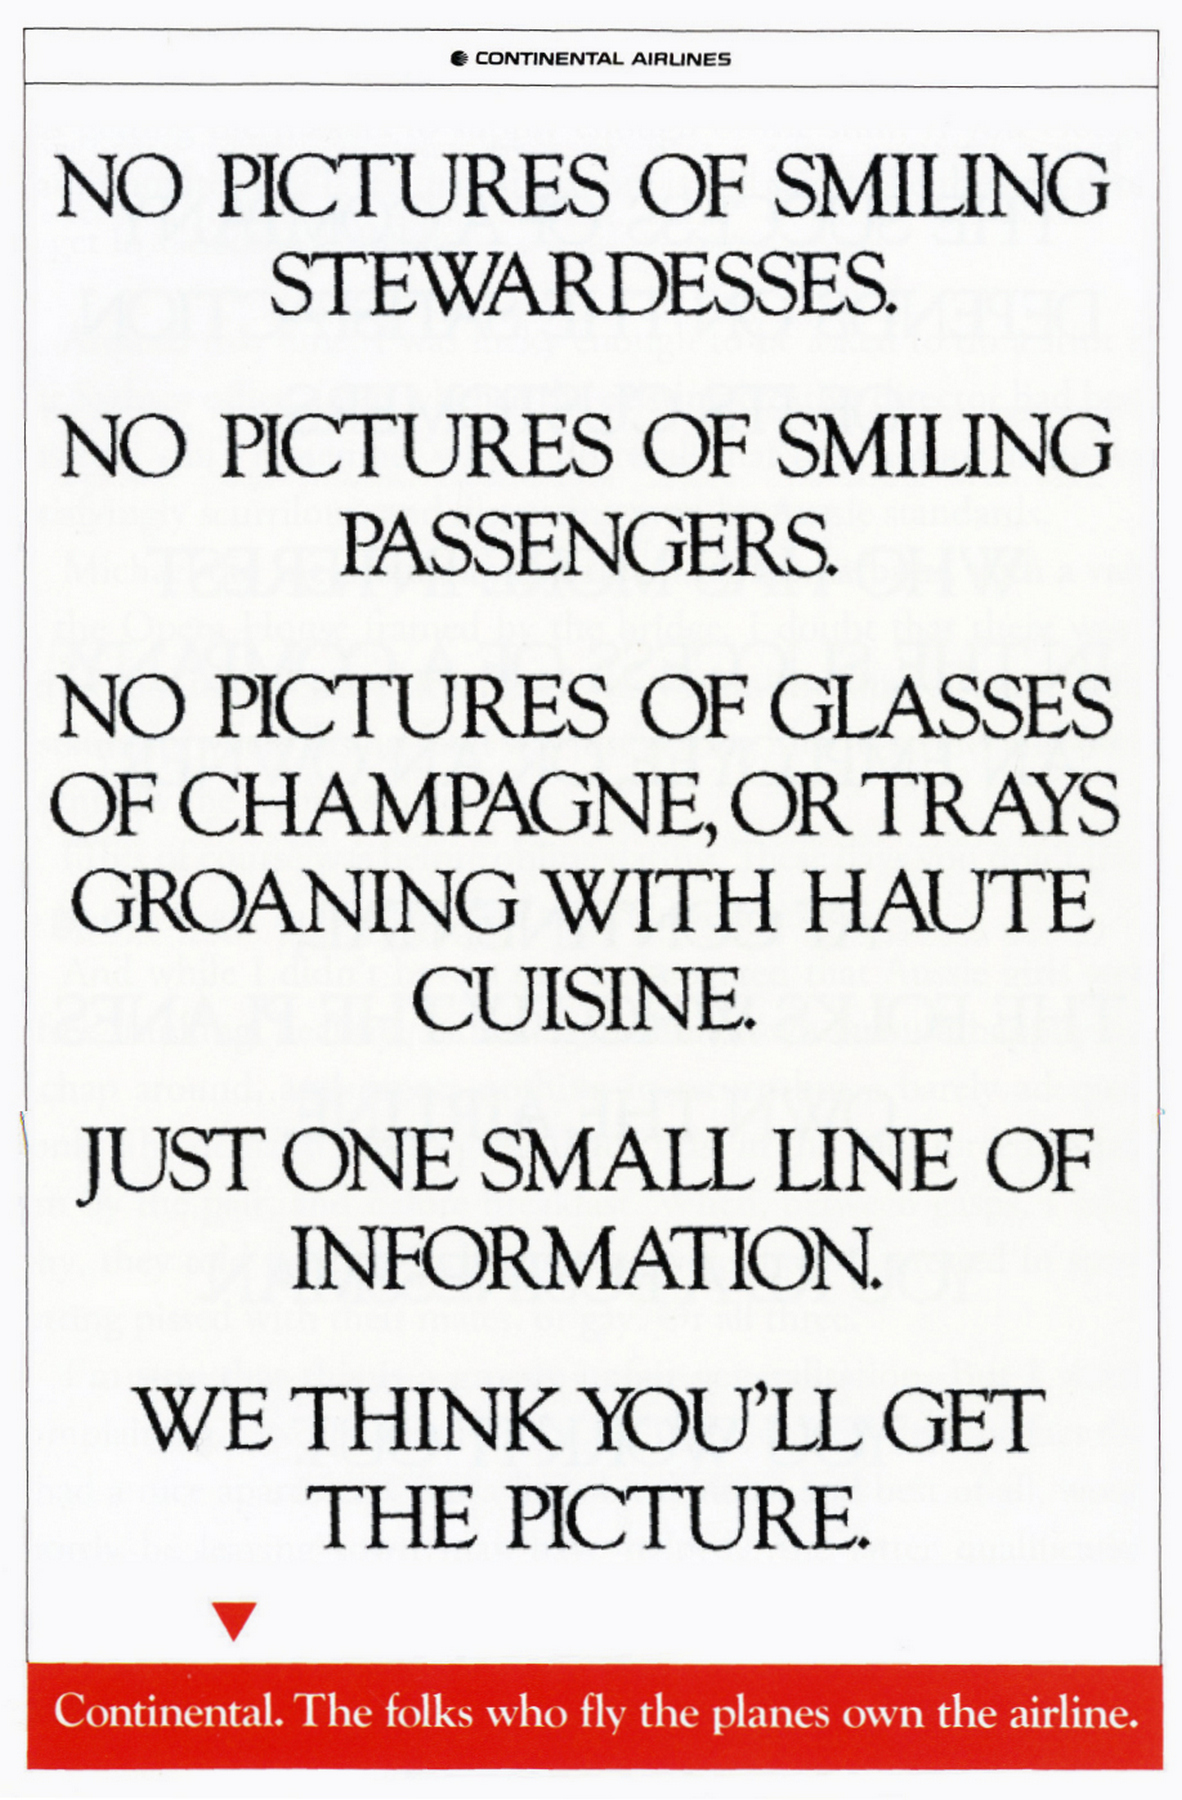 CONTINENTAL AIRLINES
NO PICTURES OF SMILING
STEWARDESSES.
NO PICTURES OF SMILING
PASSENGERS.
NO PICTURES OF GLASSES
OF CHAMPAGNE, OR TRAYS
GROANING WITH HAUTE
CUISINE.
JUST ONE SMALL LINE OF
INFORMATION.
WE THINK YOU'LL GET
THE PICTURE.
Continental. The folks who fly the planes own the airline.